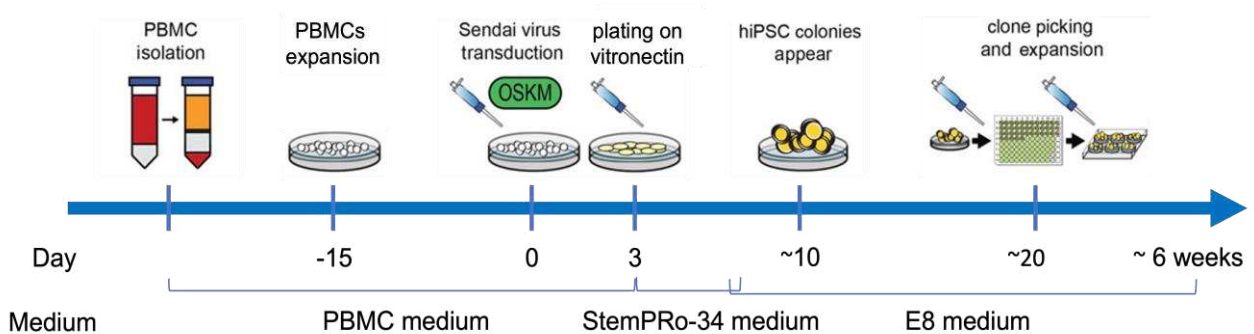 PBMC
isolation
PBMCs
expansion
Sendai virus
transduction
OSKM
plating on
vitronectin
hiPSC colonies
appear
clone picking
and expansion
Day
-15
0
3
~10
~20
~ 6 weeks
Medium
PBMC medium
StemPRo-34 medium
E8 medium